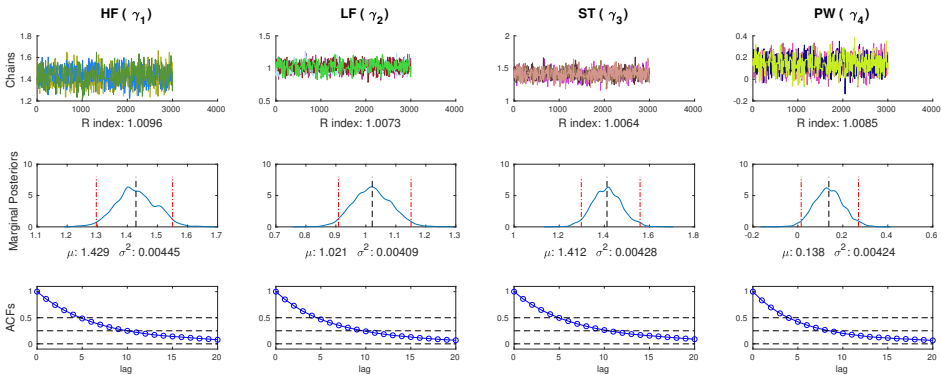 HF ( γ1) LF ( γ2) ST ( γ3) PW ( γ4)
Chains
1.8 1.6 1.4 1.2
0 1000 2000 3000 4000
R index: 1.0096
1.5 1 0.5
0 1000 2000 3000 4000
R index: 1.0073
2 1.5 1
0 1000 2000 3000 4000
R index: 1.0064
0.4 0.2 0 -0.2
0 1000 2000 3000 4000
R index: 1.0085
Marginal Posteriors
10 5 0
1.1 1.2 1.3 1.4 1.5 1.6 1.7
μ: 1.429 σ2: 0.00445
10 5 0
0.7 0.8 0.9 1 1.1 1.2 1.3
μ: 1.021 σ2: 0.00409
10 5 0
1 1.2 1.4 1.6 1.8
μ: 1.412 σ2: 0.00428
10 5 0
-0.2 0 0.2 0.4 0.6
μ: 0.138 σ2: 0.00424
ACFs
1 0.5 0
0 5 10 15 20
lag
1 0.5 0
0 5 10 15 20
lag
1 0.5 0
0 5 10 15 20
lag
1 0.5 0
0 5 10 15 20
lag